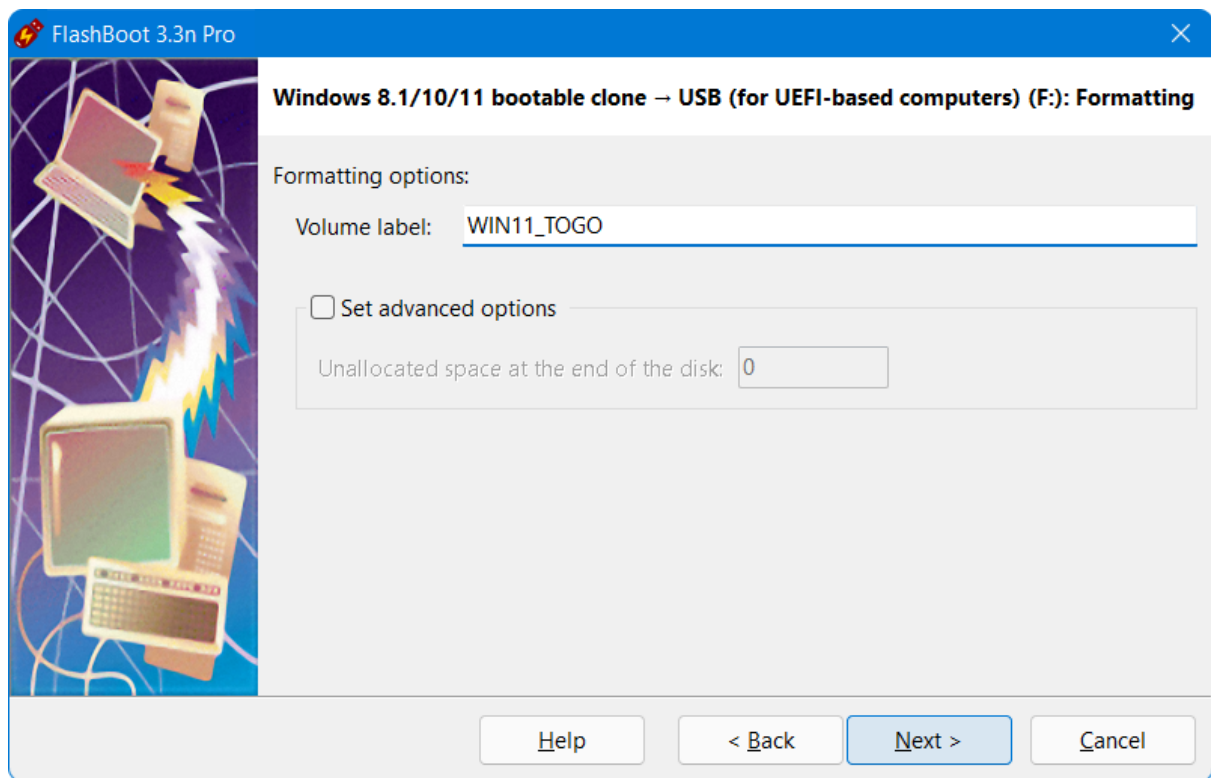 FlashBoot 3.3n Pro
Windows 8.1/10/11 bootable clone → USB (for UEFI-based computers) (F:): Formatting
Formatting options:
Volume label: WIN11_TOGO
Set advanced options
Unallocated space at the end of the disk: 0
Help < Back Next > Cancel